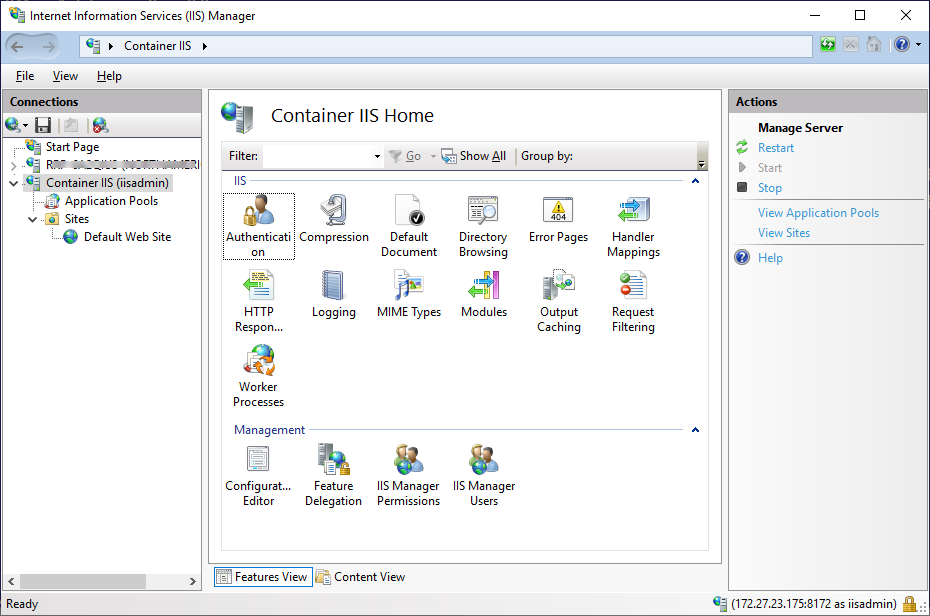 Internet Information Services (IIS) Manager
Container IIS
File View Help
Connections
Start Page
Container IIS (iisadmin)
Application Pools
Sites
Default Web Site
Container IIS Home
Filter: Go Show All Group by:
IIS
Authenticati
on
Compression
Default
Document
Directory
Browsing
404
Error Pages
Handler
Mappings
HTTP
Respon...
Logging
MIME Types
Modules
Output
Caching
Request
Filtering
Worker
Processes
Management
Configurat...
Editor
Feature
Delegation
IIS Manager
Permissions
IIS Manager
Users
Features View Content View
Actions
Manage Server
Restart
Start
Stop
View Application Pools
View Sites
Help
Ready
(172.27.23.175:8172 as iisadmin)